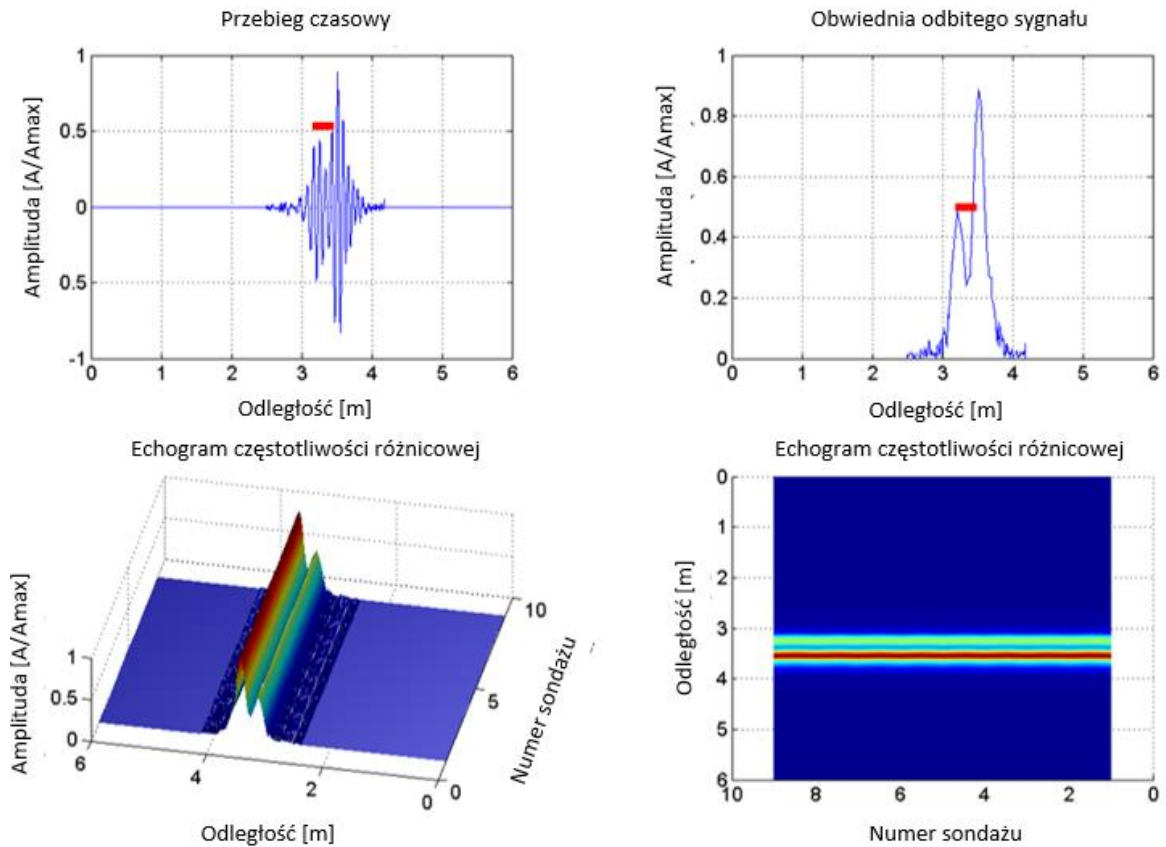 Przebieg czasowy
Amplituda [A/Amax]
1
0.5
0
0.5
-1
0 1 2 3 4 5 6
Odległość [m]
Obwiednia odbitego sygnału
Amplituda [A/Amax]
1
0.8
0.6
0.4
0.2
0
0 1 2 3 4 5 6
Odległość [m]
Echogram częstotliwości różnicowej
Amplituda [A/Amax]
1
0.5
0
6 4 2 0
Odległość [m]
0 5 10
Numer sondażu
Echogram częstotliwości różnicowej
Odległość [m]
0
1
2
3
4
5
6
10 8 6 4 2 0
Numer sondażu